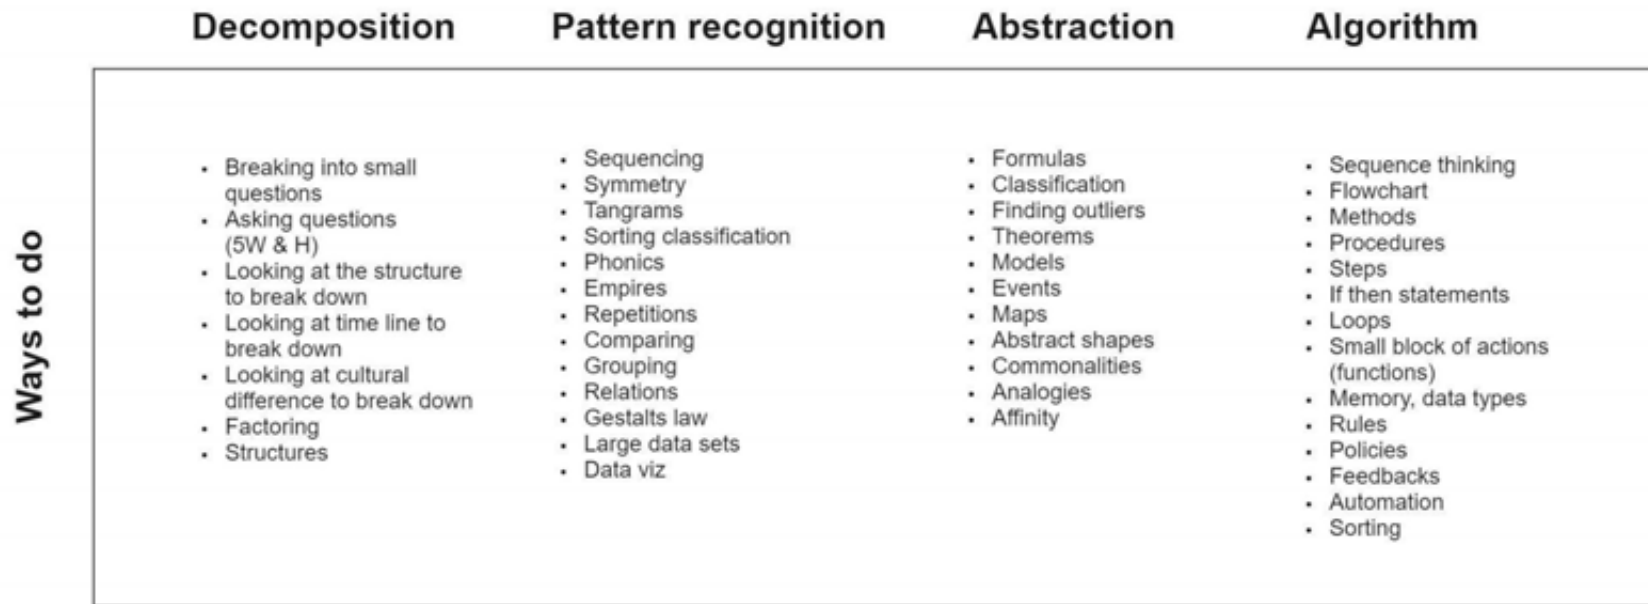 Decomposition
Pattern recognition
Abstraction
Algorithm
Ways to do
• Breaking into small
questions
• Asking questions
(5W & H)
• Looking at the structure
to break down
• Looking at time line to
break down
• Looking at cultural
difference to break down
• Factoring
• Structures
• Sequencing
• Symmetry
• Tangrams
• Sorting classification
• Phonics
• Empires
• Repetitions
• Comparing
• Grouping
• Relations
• Gestalts law
• Large data sets
• Data viz
• Formulas
• Classification
• Finding outliers
• Theorems
• Models
• Events
• Maps
• Abstract shapes
• Commonalities
• Analogies
• Affinity
• Sequence thinking
• Flowchart
• Methods
• Procedures
• Steps
• If then statements
• Loops
• Small block of actions
(functions)
• Memory, data types
• Rules
• Policies
• Feedbacks
• Automation
• Sorting